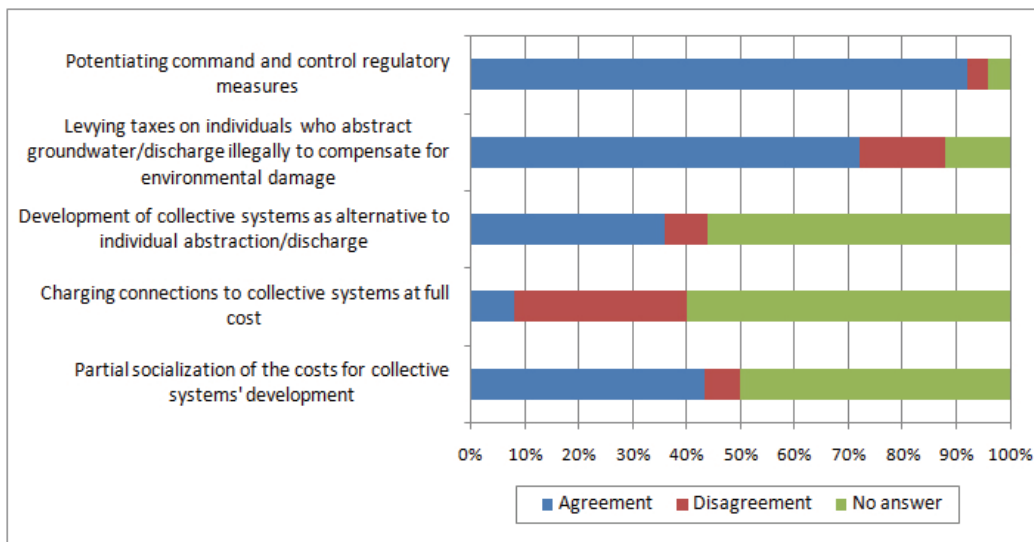 Potentiating command and control regulatory
measures
Levying taxes on individuals who abstract
groundwater/discharge illegally to compensate for
environmental damage
Development of collective systems as alternative to
individual abstraction/discharge
Charging connections to collective systems at full
cost
Partial socialization of the costs for collective
systems' development
0% 10% 20% 30% 40% 50% 60% 70% 80% 90% 100%
Agreement Disagreement No answer